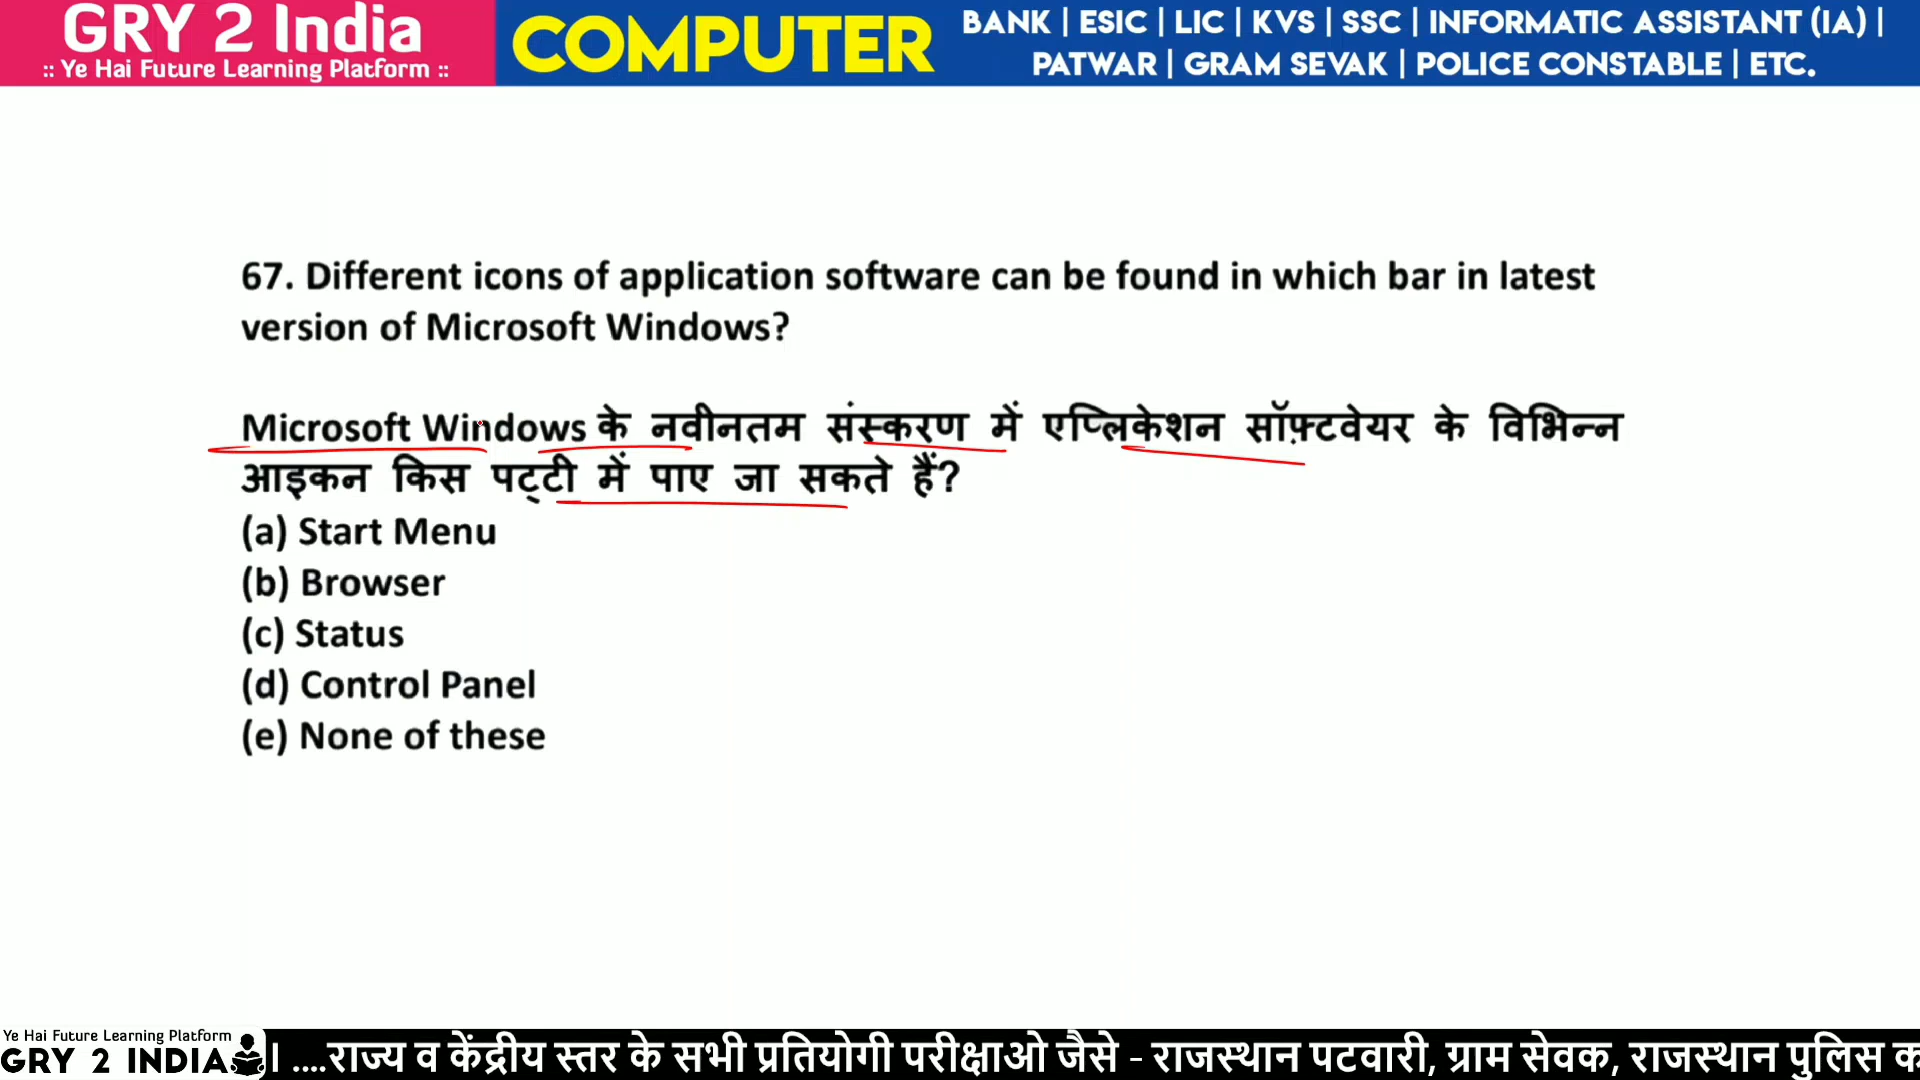 GRY 2 India
:: Ye Hai Future Learning Platform ::
COMPUTER
BANK | ESIC | LIC | KVS | SSC | INFORMATIC ASSISTANT (IA) |
PATWAR | GRAM SEVAK | POLICE CONSTABLE | ETC.
67. Different icons of application software can be found in which bar in latest
version of Microsoft Windows?
Microsoft Windows के नवीनतम संस्करण में एप्लिकेशन सॉफ़्टवेयर के विभिन्न
आइकन किस पट्टी में पाए जा सकते हैं?
(a) Start Menu
(b) Browser
(c) Status
(d) Control Panel
(e) None of these
Ye Hai Future Learning Platform
GRY 2 INDIA
। ....राज्य व केंद्रीय स्तर के सभी प्रतियोगी परीक्षाओ जैसे - राजस्थान पटवारी, ग्राम सेवक, राजस्थान पुलिस क